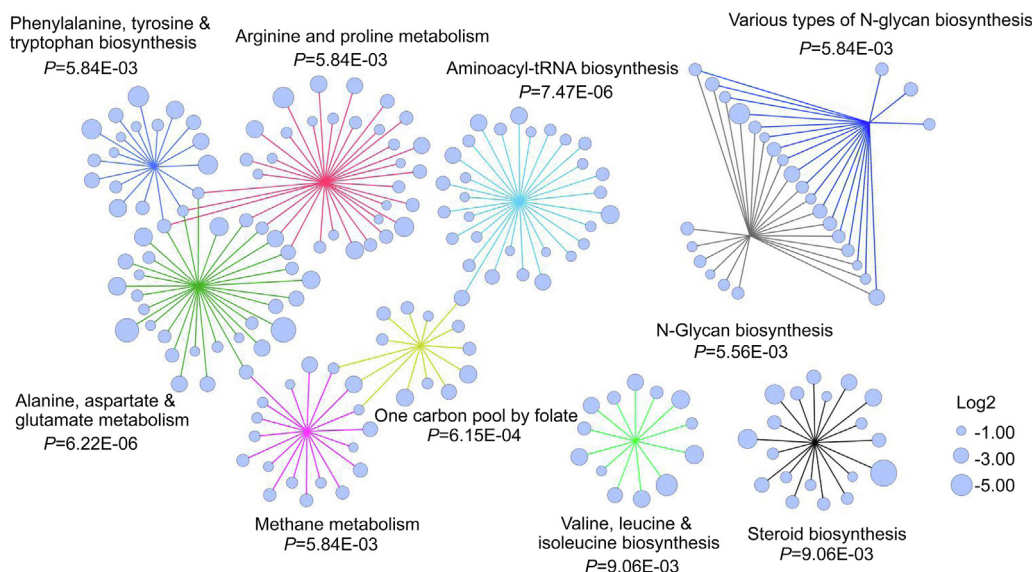 Phenylalanine, tyrosine &
tryptophan biosynthesis
P=5.84E-03
Arginine and proline metabolism
P=5.84E-03
Aminoacyl-tRNA biosynthesis
P=7.47E-06
Various types of N-glycan biosynthesis
P=5.84E-03
N-Glycan biosynthesis
P=5.56E-03
Alanine, aspartate &
glutamate metabolism
P=6.22E-06
One carbon pool by folate
P=6.15E-04
Methane metabolism
P=5.84E-03
Valine, leucine &
isoleucine biosynthesis
P=9.06E-03
Steroid biosynthesis
P=9.06E-03
Log2
-1.00
-3.00
-5.00